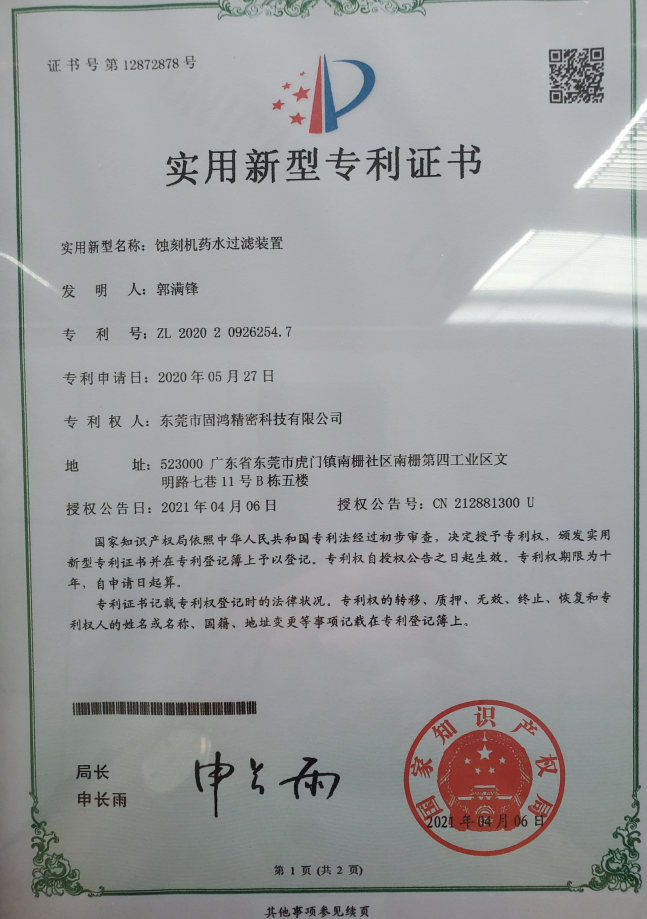 证书号第12872878号
实用新型专利证书
实用新型名称：蚀刻机药水过滤装置
发明人：郭满锋
专利号：ZL 2020 2 0926254.7
专利申请日：2020年05月27日
专利权人：东莞市固鸿精密科技有限公司
地址：523000 广东省东莞市虎门镇南栅社区南栅第四工业区文
明路七巷11号B栋五楼
授权公告日：2021年04月06日 授权公告号：CN 212881300 U
国家知识产权局依照中华人民共和国专利法经过初步审查，决定授予专利权，颁发实用
新型专利证书并在专利登记簿上予以登记。专利权自授权公告之日起生效。专利权期限为十
年，自申请日起算。
专利证书记载专利权登记时的法律状况。专利权的转移、质押、无效、终止、恢复和专
利权人的姓名或名称、国籍、地址变更等事项记载在专利登记簿上。
局长
申长雨
申长雨
国家知识产权局
2021年04月06日
第1页(共2页)
其他事项参见续页